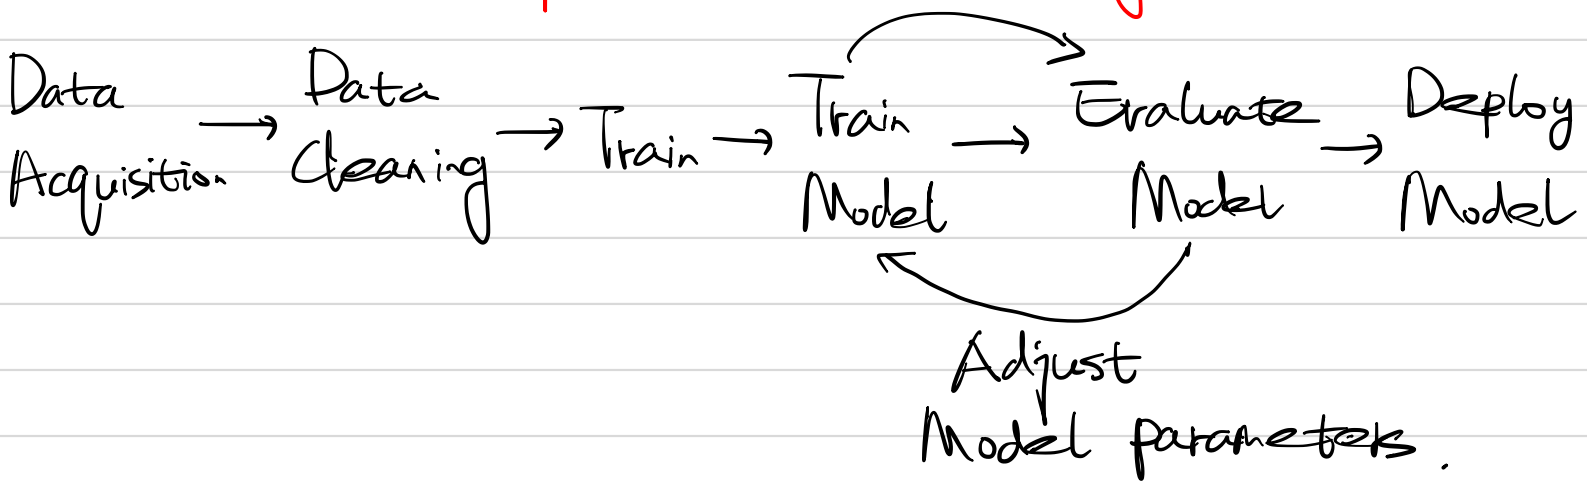 Data Acquisition → Data Cleaning → Train → Train Model → Evaluate Model → Deploy Model
Adjust
Model parameters.